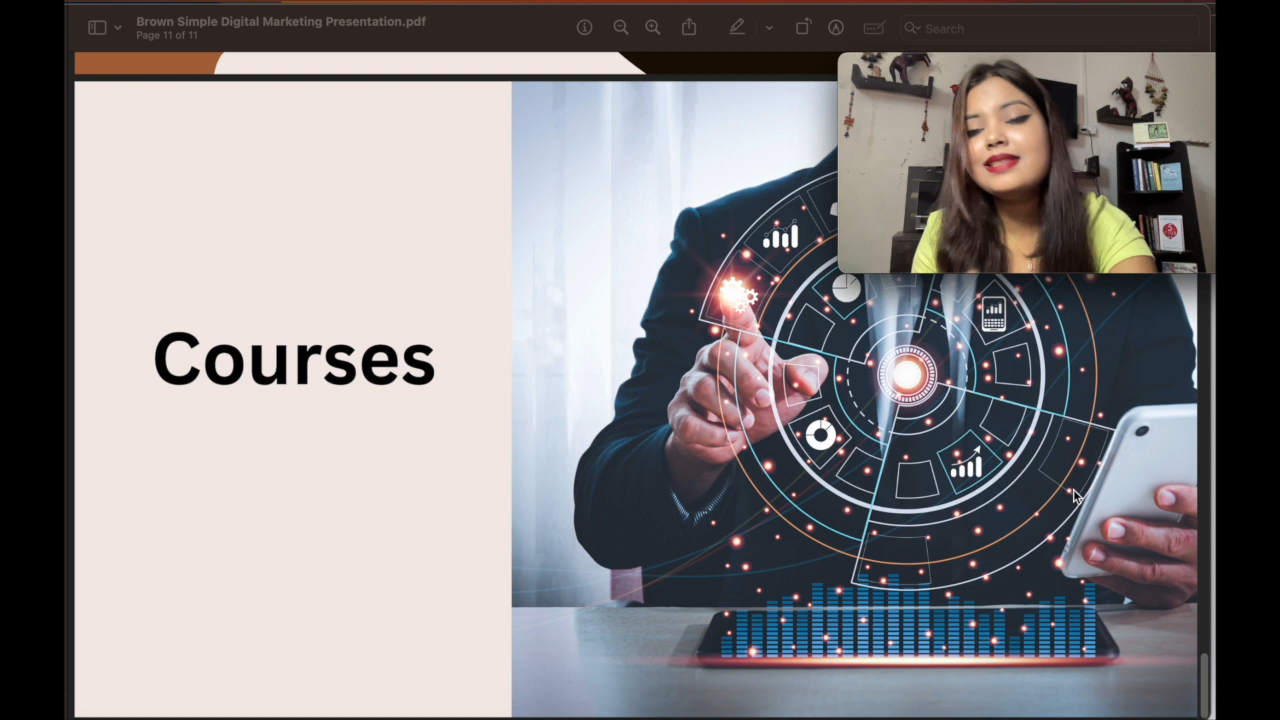 Brown Simple Digital Marketing Presentation.pdf
Page 11 of 11
Search
Courses